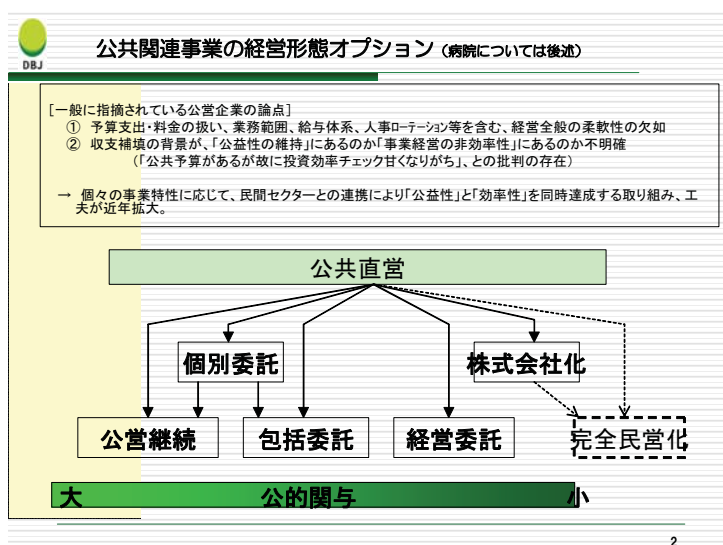 DBJ
公共関連事業の経営形態オプション（病院については後述）
[一般に指摘されている公営企業の論点]
① 予算支出・料金の扱い、業務範囲、給与体系、人事ローテーション等を含む、経営全般の柔軟性の欠如
② 収支補填の背景が、「公益性の維持」にあるのか「事業経営の非効率性」にあるのか不明確
（「公共予算があるが故に投資効率チェック甘くなりがち」、との批判の存在）
→ 個々の事業特性に応じて、民間セクターとの連携により「公益性」と「効率性」を同時達成する取り組み、工
夫が近年拡大。
公共直営
個別委託
株式会社化
公営継続
包括委託
経営委託
完全民営化
大
公的関与
小
2